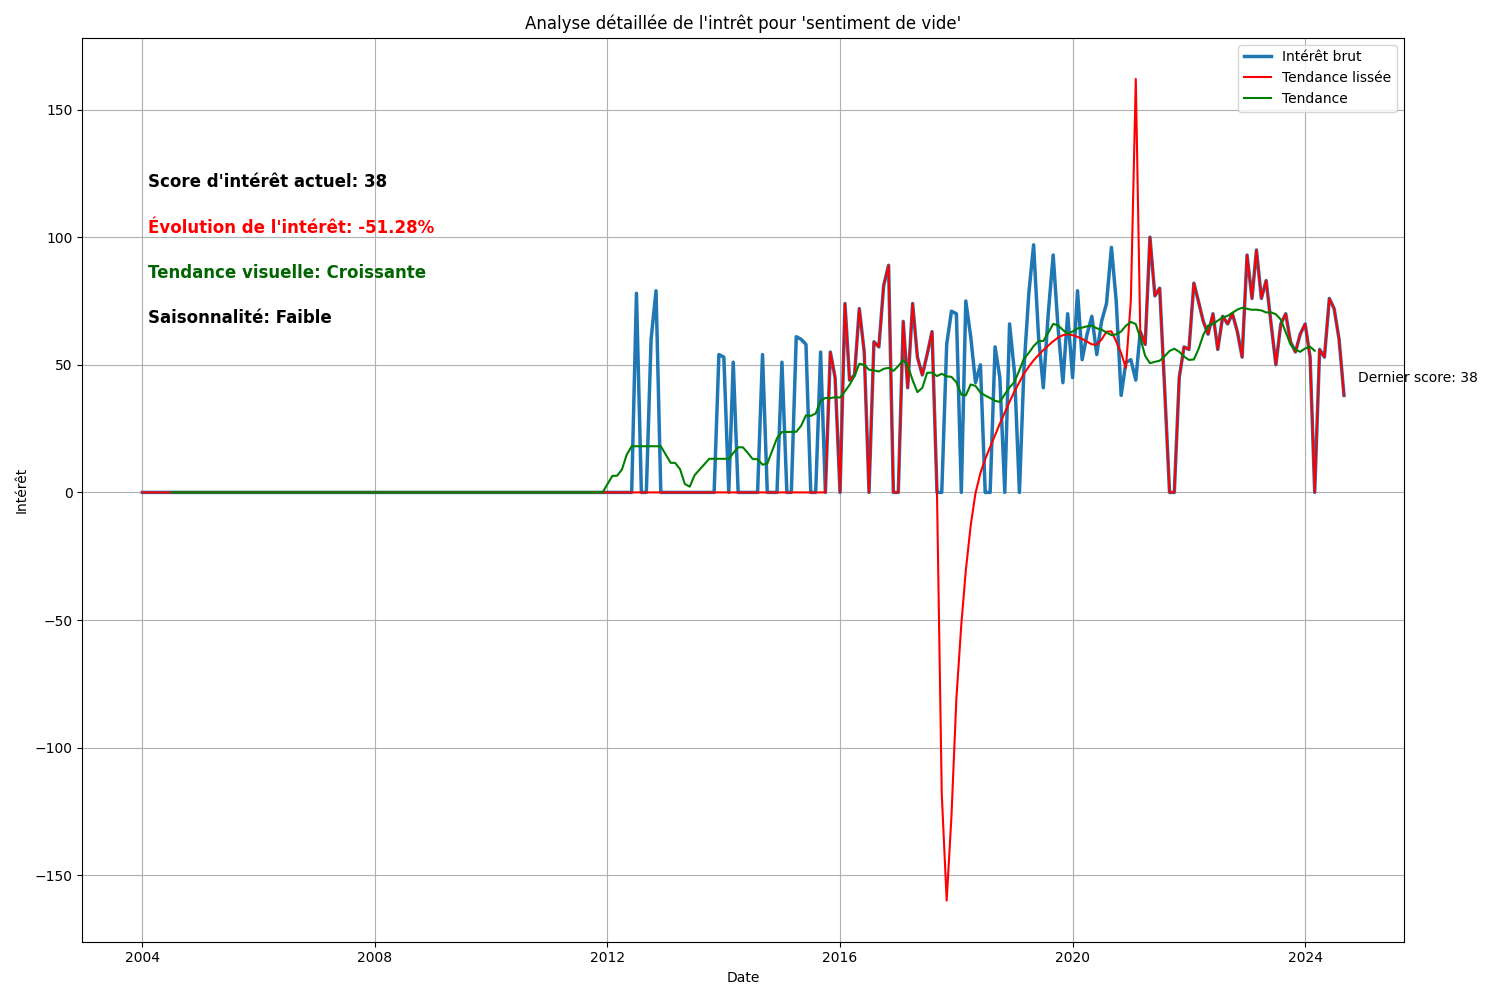 Analyse détaillée de l'intrêt pour 'sentiment de vide'
Intérêt brut
Tendance lissée
Tendance
Score d'intérêt actuel: 38
Évolution de l'intérêt: -51.28%
Tendance visuelle: Croissante
Saisonnalité: Faible
Dernier score: 38
Intérêt
150
100
50
0
−50
−100
−150
2004
2008
2012
2016
2020
2024
Date